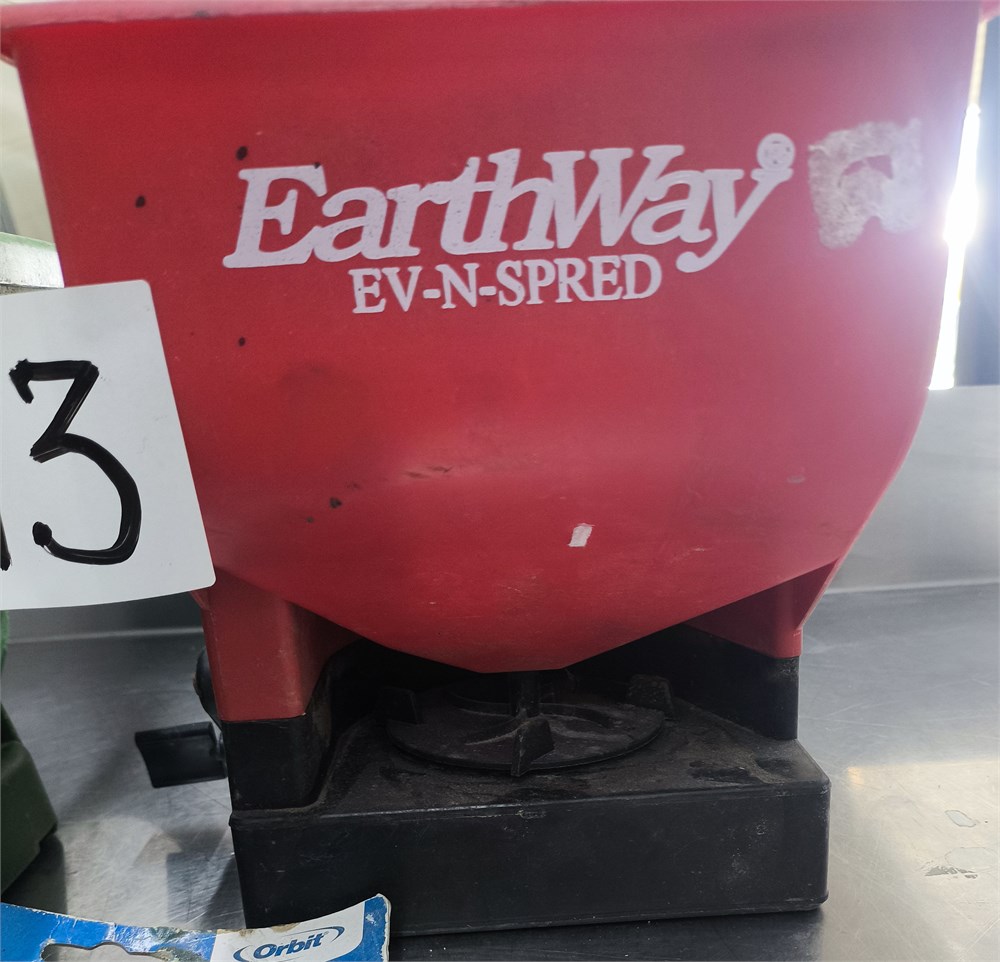 EarthWay
EV-N-SPRED
3
Orbit